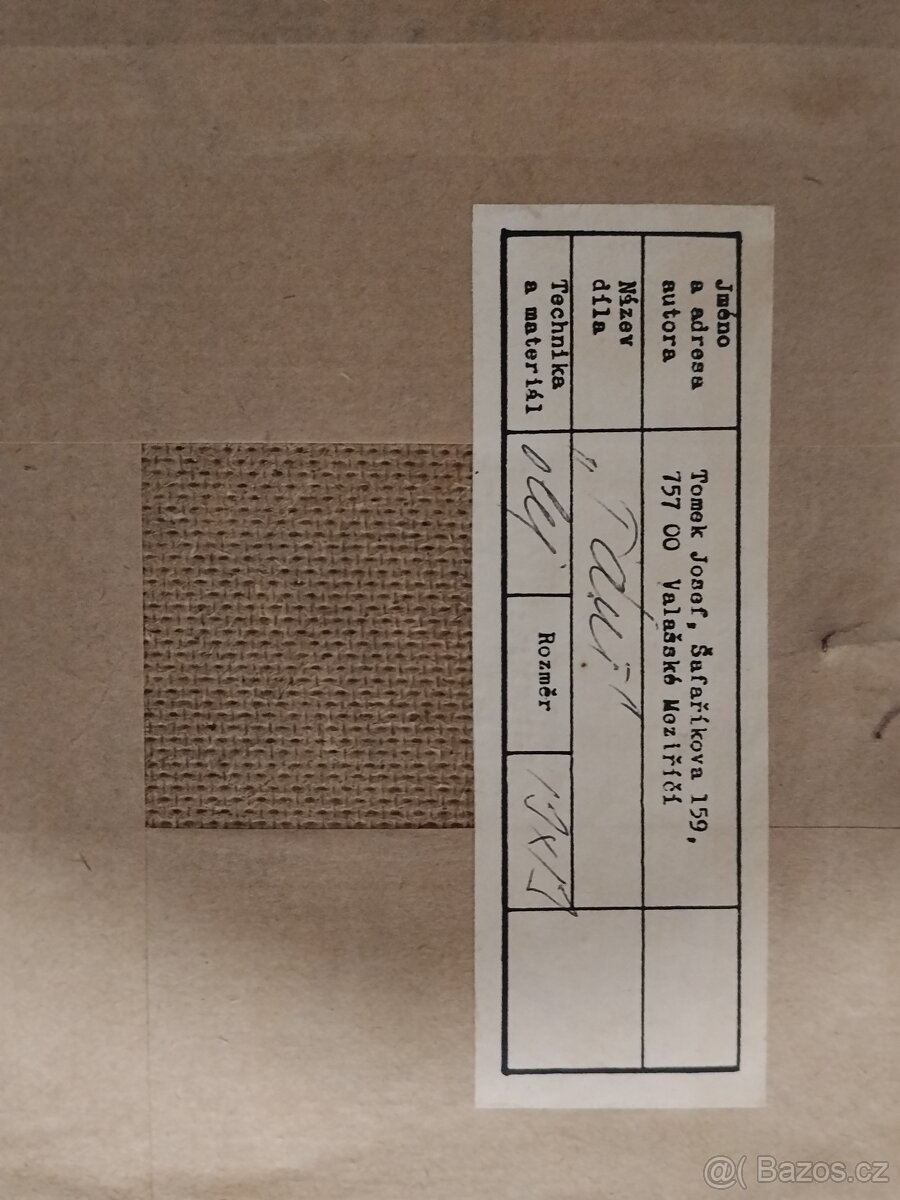 Jméno
a adresa
autora
Tomek Josef, Šafaříkova 159,
757 00 Valašské Meziříčí
Název
díla
Technika
a materiál
olej
Rozměr
19x19
@( Bazos.cz